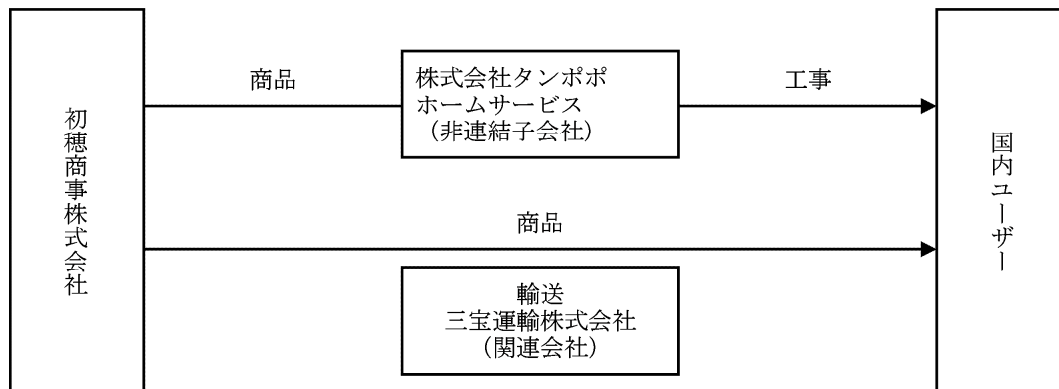 初穂商事株式会社
商品
株式会社タンポポ
ホームサービス
（非連結子会社）
工事
商品
輸送
三宝運輸株式会社
（関連会社）
国内ユーザー